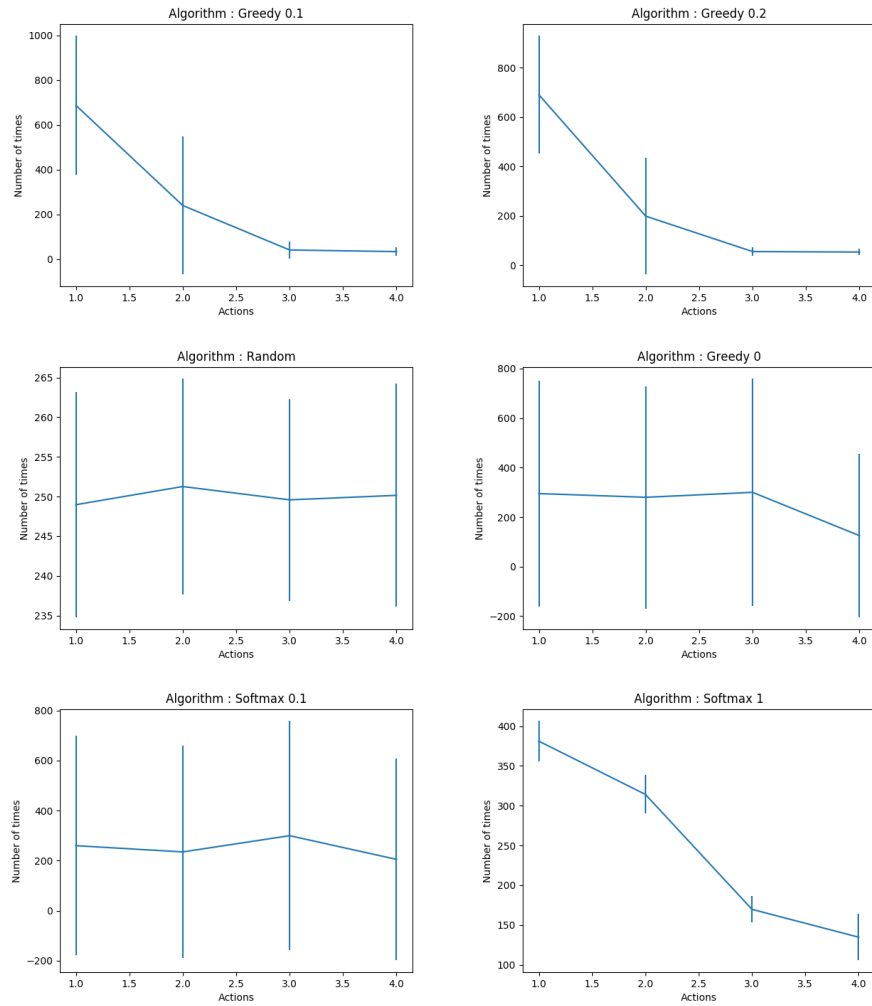 Algorithm : Greedy 0.1
1000
800
600
400
200
0
Number of times
1.0 1.5 2.0 2.5 3.0 3.5 4.0
Actions
Algorithm : Greedy 0.2
800
600
400
200
0
Number of times
1.0 1.5 2.0 2.5 3.0 3.5 4.0
Actions
Algorithm : Random
265
260
255
250
245
240
235
Number of times
1.0 1.5 2.0 2.5 3.0 3.5 4.0
Actions
Algorithm : Greedy 0
800
600
400
200
0
−200
Number of times
1.0 1.5 2.0 2.5 3.0 3.5 4.0
Actions
Algorithm : Softmax 0.1
800
600
400
200
0
−200
Number of times
1.0 1.5 2.0 2.5 3.0 3.5 4.0
Actions
Algorithm : Softmax 1
400
350
300
250
200
150
100
Number of times
1.0 1.5 2.0 2.5 3.0 3.5 4.0
Actions